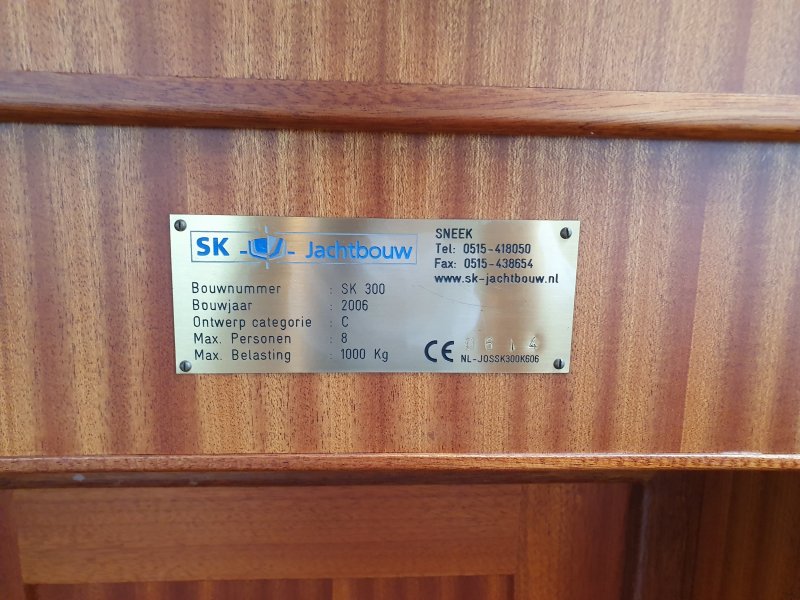 SK Jachtbouw
SNEEK
Tel: 0515-418050
Fax: 0515-438654
www.sk-jachtbouw.nl
Bouwnummer : SK 300
Bouwjaar : 2006
Ontwerp categorie : C
Max. Personen : 8
Max. Belasting : 1000 Kg
CE 0614
NL-JOSSK300K606